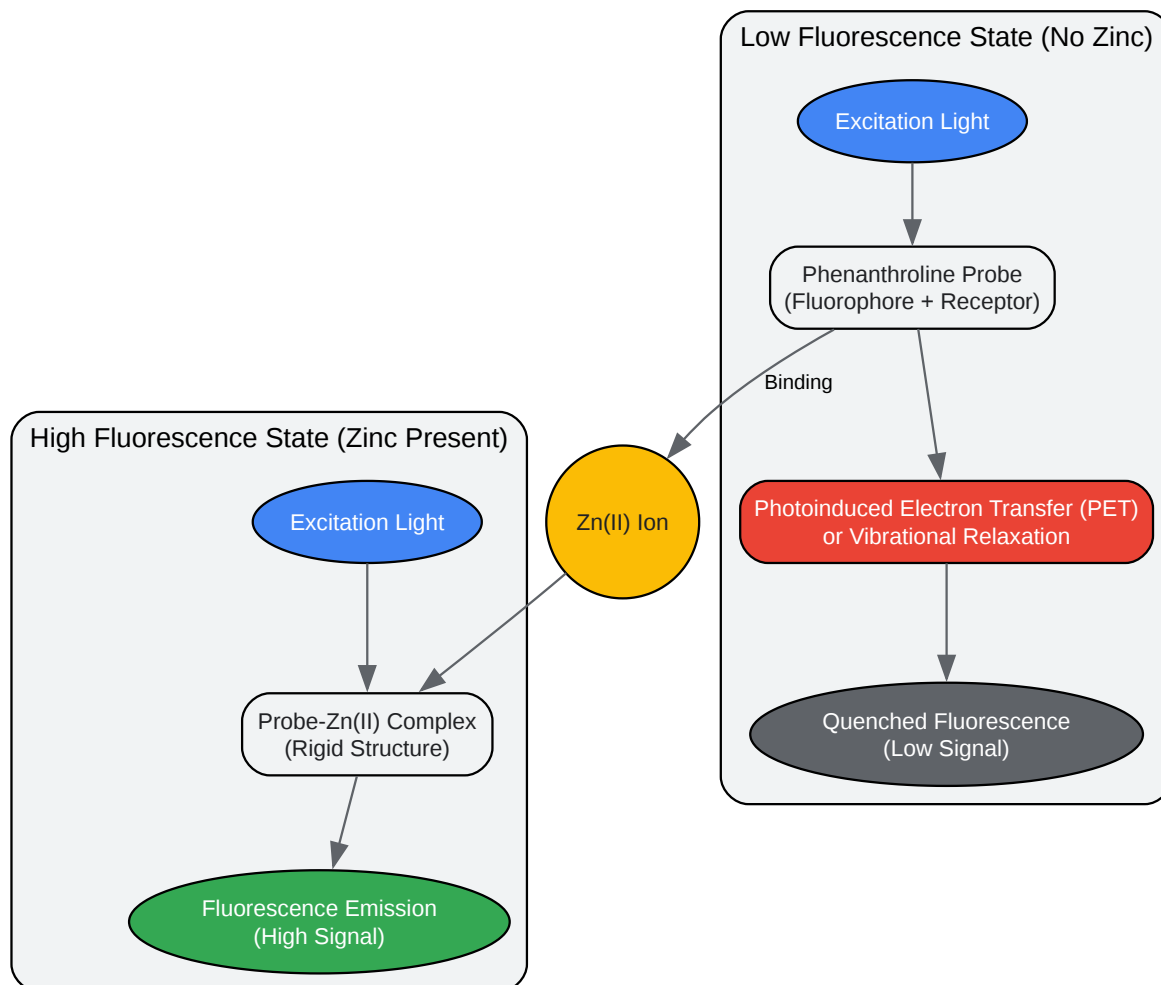 Low Fluorescence State (No Zinc)
Excitation Light
Phenanthroline Probe
(Fluorophore + Receptor)
Binding
High Fluorescence State (Zinc Present)
Excitation Light
Zn(II) Ion
Photoinduced Electron Transfer (PET)
or Vibrational Relaxation
Probe-Zn(II) Complex
(Rigid Structure)
Quenched Fluorescence
(Low Signal)
Fluorescence Emission
(High Signal)